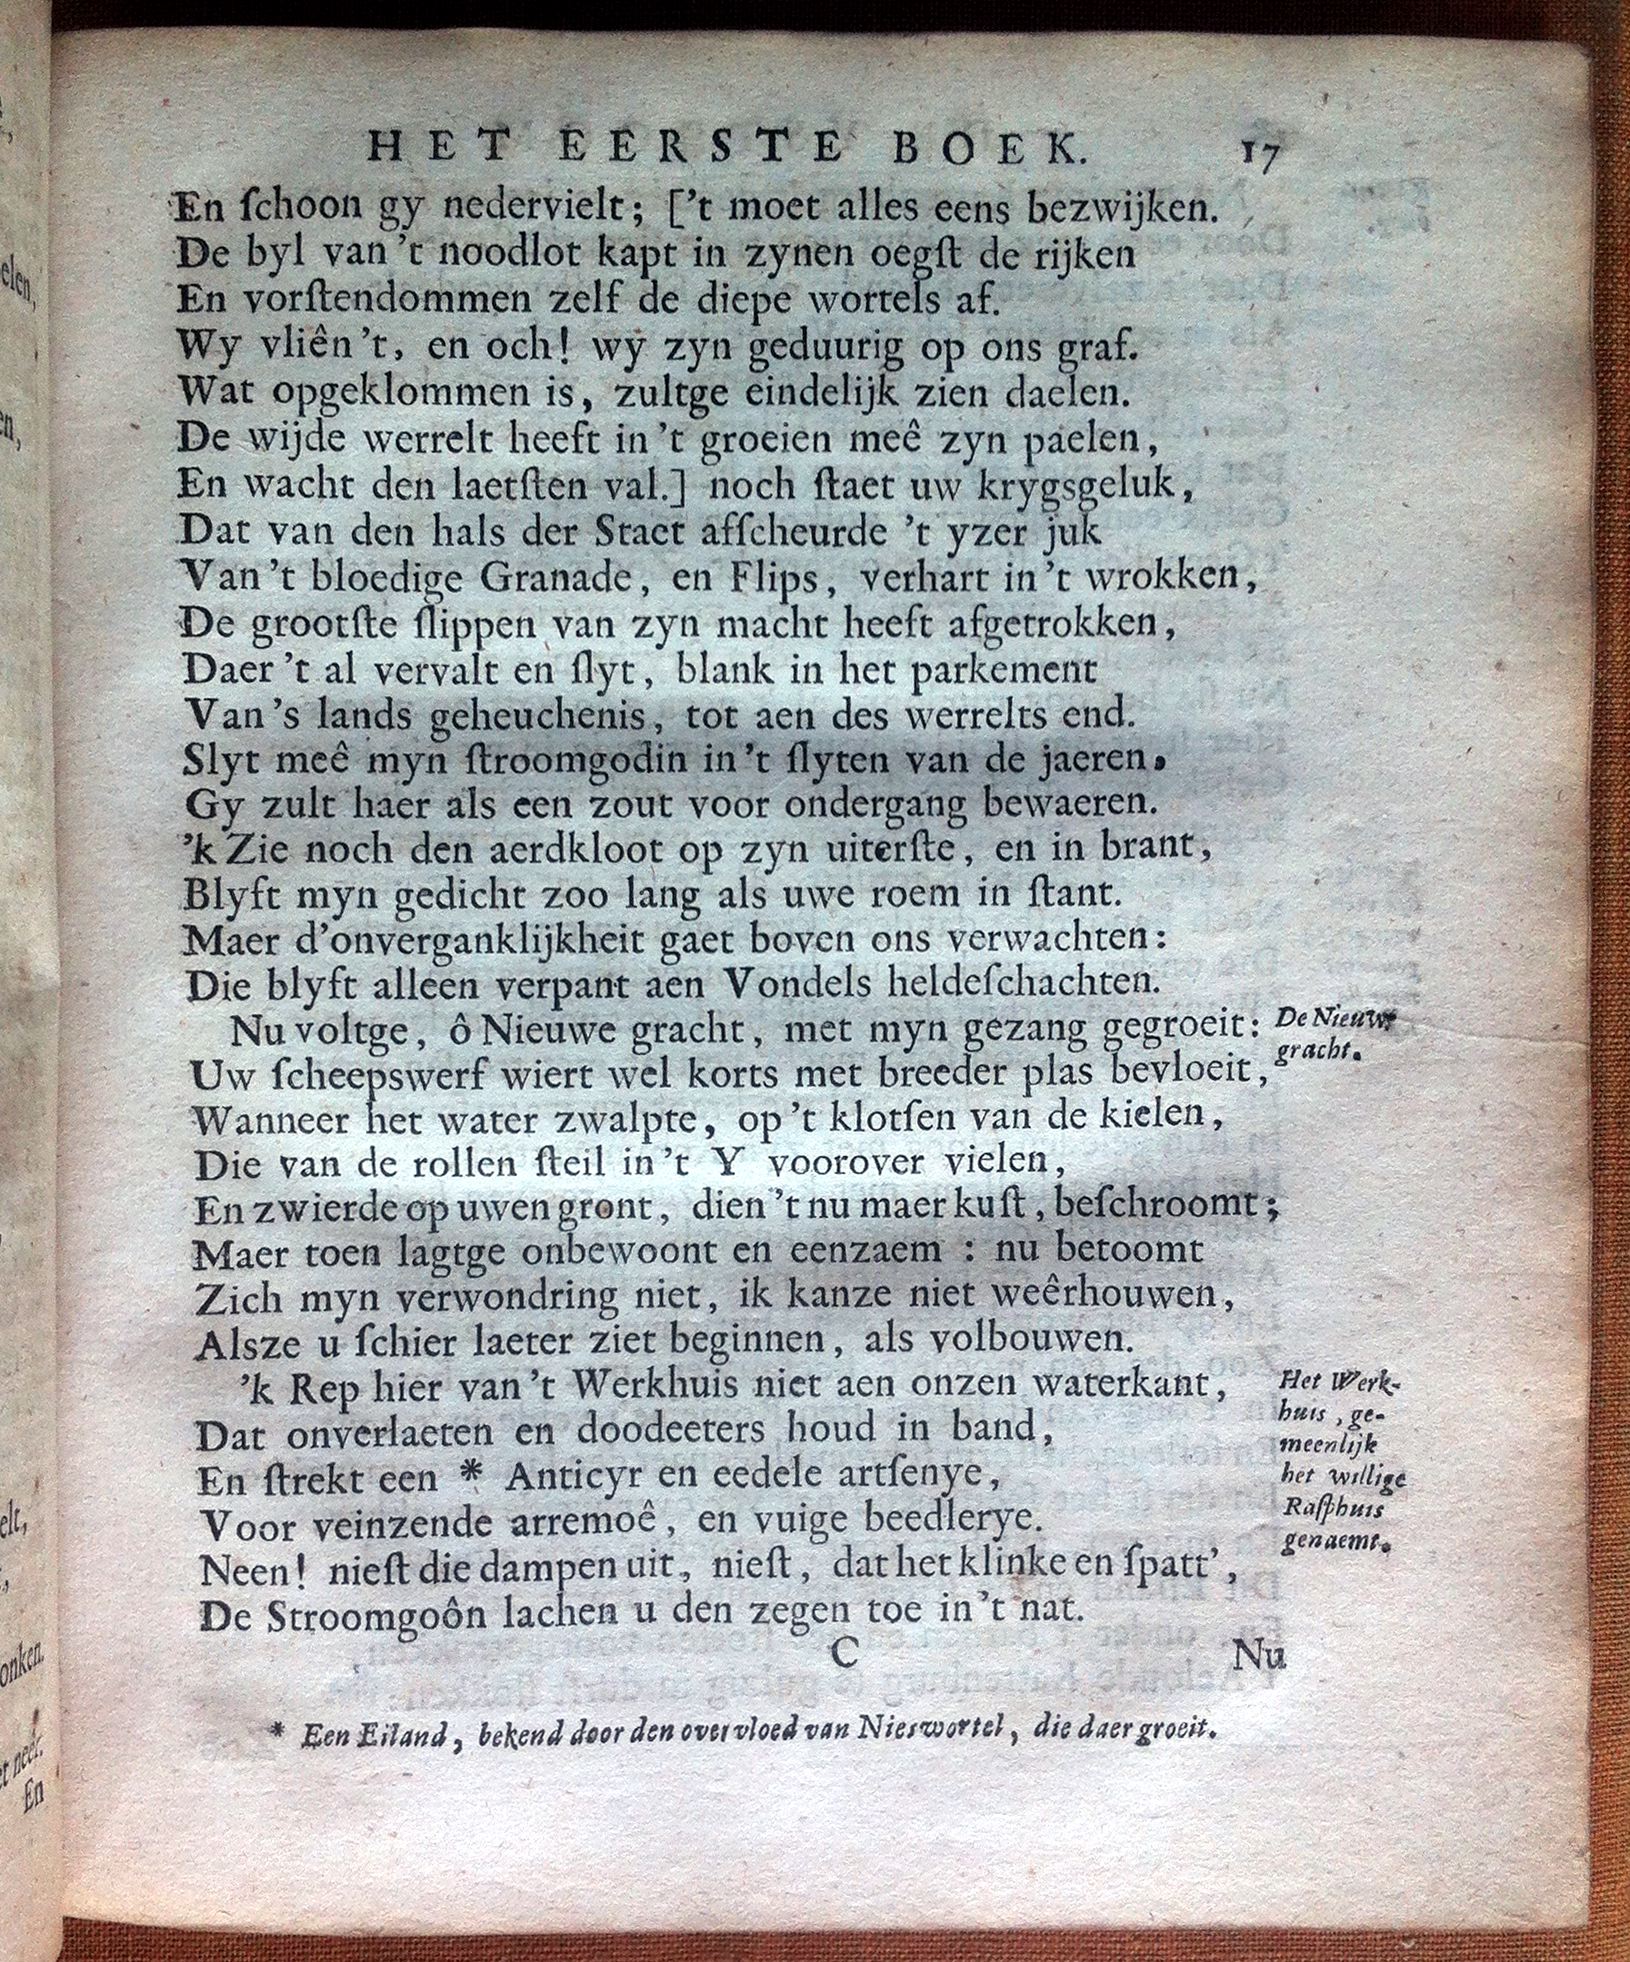 HET EERSTE BOEK. 17
En ſchoon gy nedervielt; ['t moet alles eens bezwijken.
De byl van 't noodlot kapt in zynen oegſt de rijken
En vorſtendommen zelf de diepe wortels af.
Wy vliên 't, en och! wy zyn geduurig op ons graf.
Wat opgeklommen is, zultge eindelijk zien daelen.
De wijde werrelt heeft in 't groeien meê zyn paelen,
En wacht den laetſten val.] noch ſtaet uw krygsgeluk,
Dat van den hals der Staet afſcheurde 't yzer juk
Van 't bloedige Granade, en Flips, verhart in 't wrokken,
De grootſte ſlippen van zyn macht heeft afgetrokken,
Daer 't al vervalt en ſlyt, blank in het parkement
Van 's lands geheuchenis, tot aen des werrelts end.
Slyt meê myn ſtroomgodin in 't ſlyten van de jaeren,
Gy zult haer als een zout voor ondergang bewaeren.
'k Zie noch den aerdkloot op zyn uiterſte, en in brant,
Blyft myn gedicht zoo lang als uwe roem in ſtant.
Maer d'onverganklijkheit gaet boven ons verwachten:
Die blyft alleen verpant aen Vondels heldeſchachten.
Nu voltge, ô Nieuwe gracht, met myn gezang gegroeit:
De Nieuwe
gracht.
Uw ſcheepswerf wiert wel korts met breeder plas bevloeit,
Wanneer het water zwalpte, op 't klotſen van de kielen,
Die van de rollen ſteil in 't Y voorover vielen,
En zwierde op uwen gront, dien 't nu maer kuſt, beſchroomt;
Maer toen lagtge onbewoont en eenzaem : nu betoomt
Zich myn verwondring niet, ik kanze niet weêrhouwen,
Alsze u ſchier laeter ziet beginnen, als volbouwen.
'k Rep hier van 't Werkhuis niet aen onzen waterkant,
Het Werk-
huis, ge-
meenlijk
het willige
Raſphuis
genaemt.
Dat onverlaeten en doodeeters houd in band,
En ſtrekt een * Anticyr en eedele artſenye,
Voor veinzende arremoê, en vuige beedlerye.
Neen! nieſt die dampen uit, nieſt, dat het klinke en ſpatt',
De Stroomgoôn lachen u den zegen toe in 't nat.
C Nu
* Een Eiland, bekend door den overvloed van Nieswortel, die daer groeit.
elen,
en,
elt,
onken.
t neêr.
En